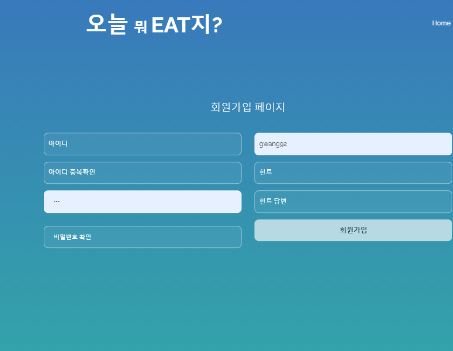 오늘 뭐 EAT지?
Home
회원가입 페이지
아이디
아이디 중복확인
...
비밀번호 확인
gwangga
힌트
힌트 답변
회원가입